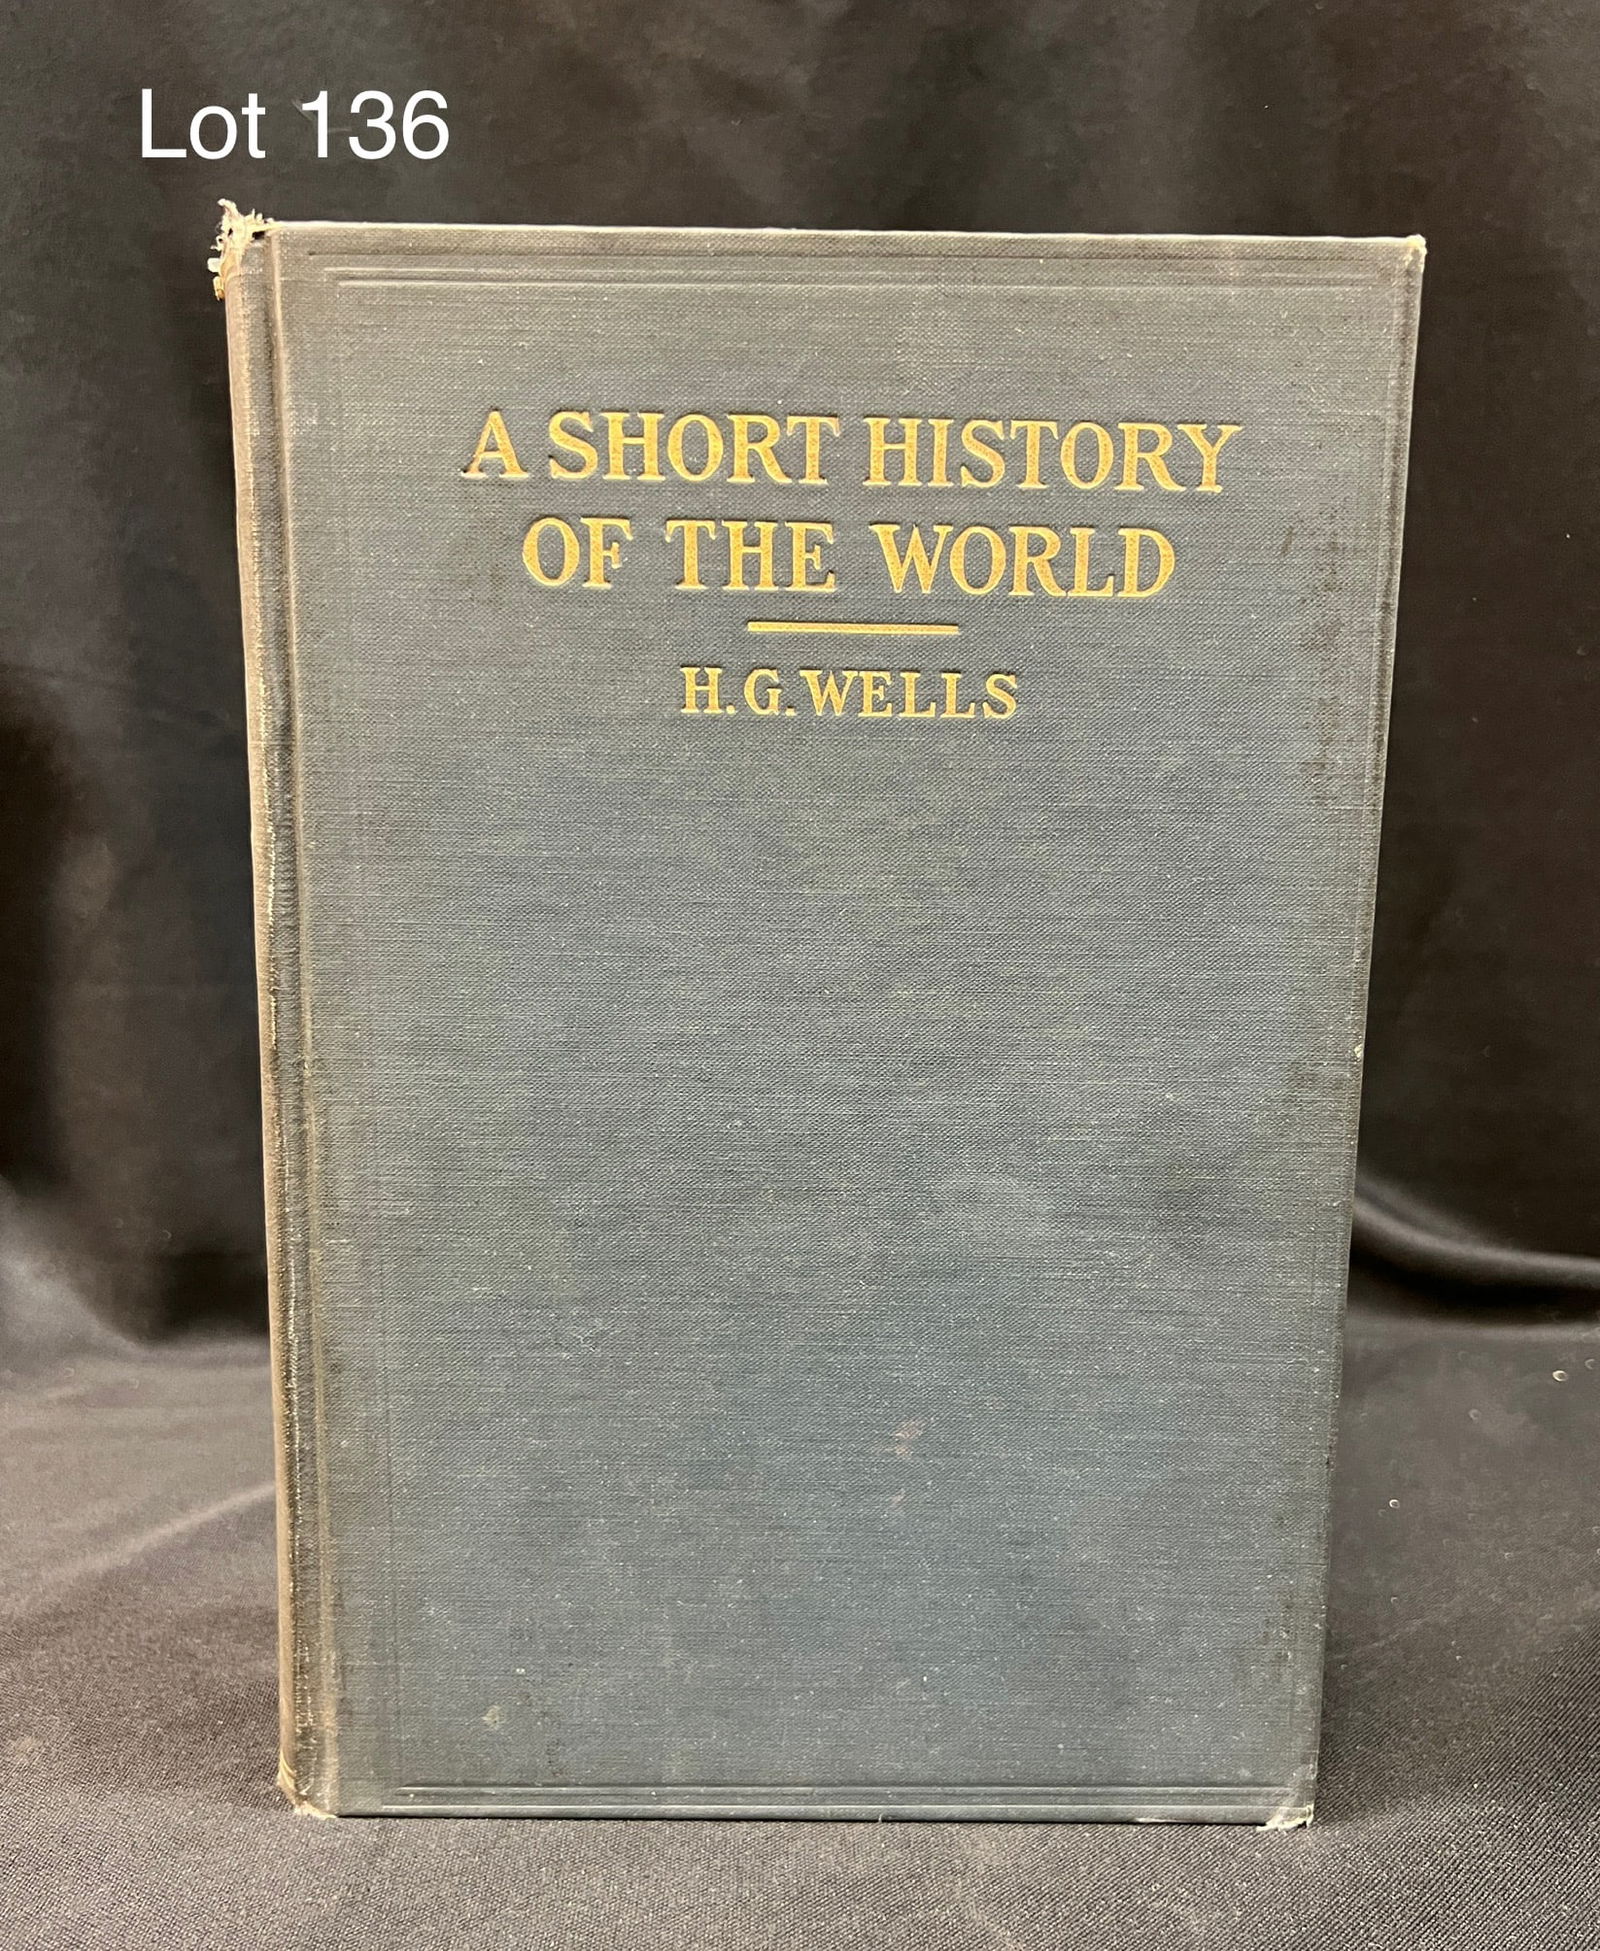 Lot 136
A SHORT HISTORY
OF THE WORLD
H.G.WELLS